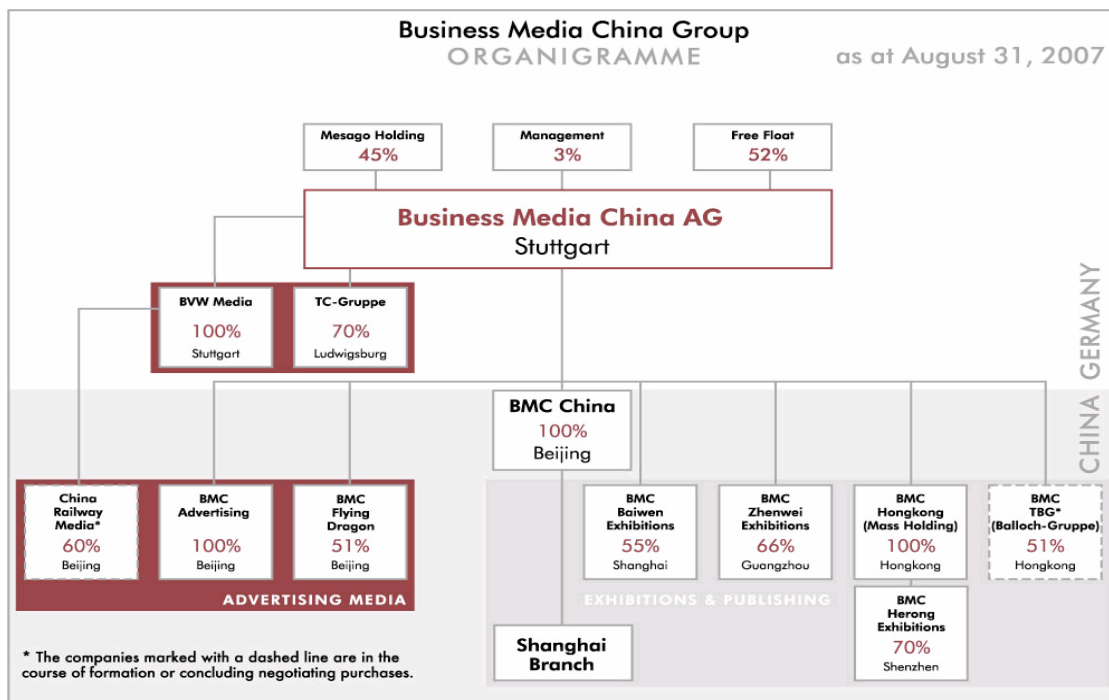 Business Media China Group
ORGANIGRAMME
as at August 31, 2007
Mesago Holding
45%
Management
3%
Free Float
52%
Business Media China AG
Stuttgart
BVW Media
100%
Stuttgart
TC-Gruppe
70%
Ludwigsburg
GERMANY
CHINA
BMC China
100%
Beijing
China
Railway
Media*
60%
Beijing
BMC
Advertising
100%
Beijing
BMC
Flying
Dragon
51%
Beijing
ADVERTISING MEDIA
BMC
Baiwen
Exhibitions
55%
Shanghai
BMC
Zhenwei
Exhibitions
66%
Guangzhou
BMC
Hongkong
(Mass Holding)
100%
Hongkong
BMC
TBG*
(Balloch-Gruppe)
51%
Hongkong
EXHIBITIONS & PUBLISHING
BMC
Herong
Exhibitions
70%
Shenzhen
Shanghai
Branch
* The companies marked with a dashed line are in the
course of formation or concluding negotiating purchases.